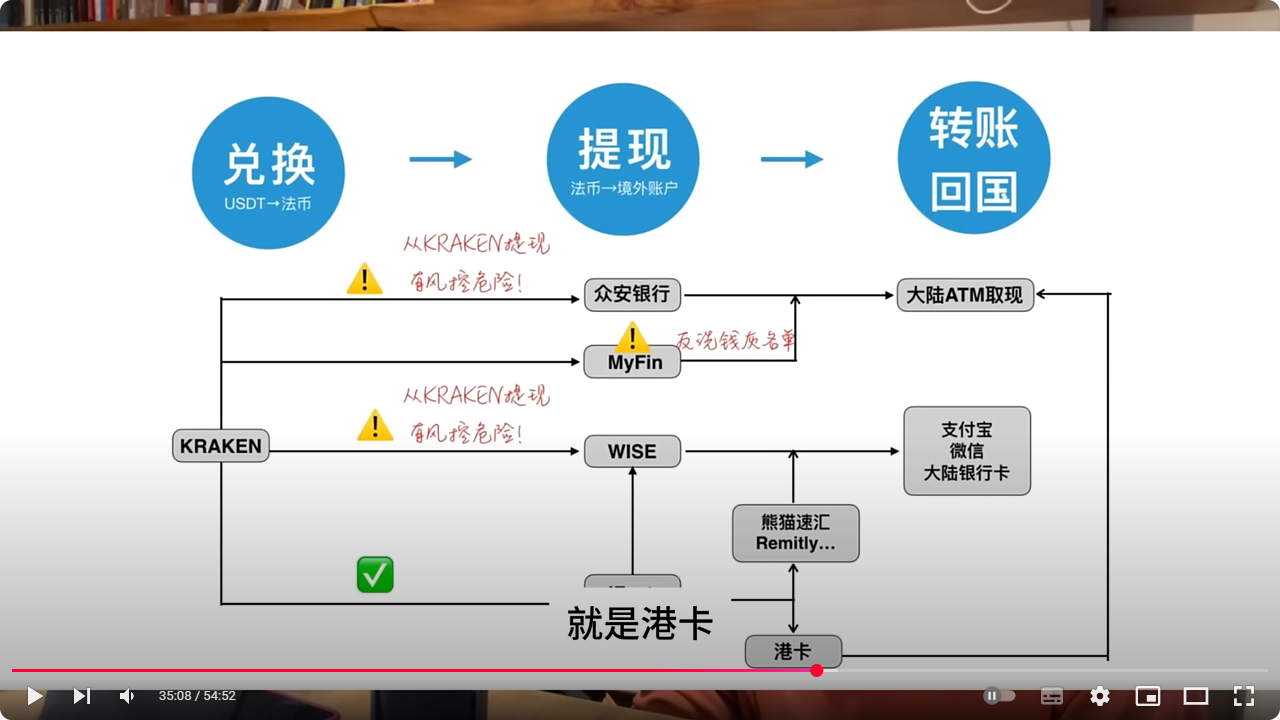 兑换
USDT→法币
提现
法币→境外账户
转账
回国
从KRAKEN提现
有风控危险!
众安银行
大陆ATM取现
反洗钱灰名单
MyFin
从KRAKEN提现
有风控危险!
KRAKEN
WISE
支付宝
微信
大陆银行卡
熊猫速汇
Remitly...
就是港卡
港卡
35:08 / 54:52